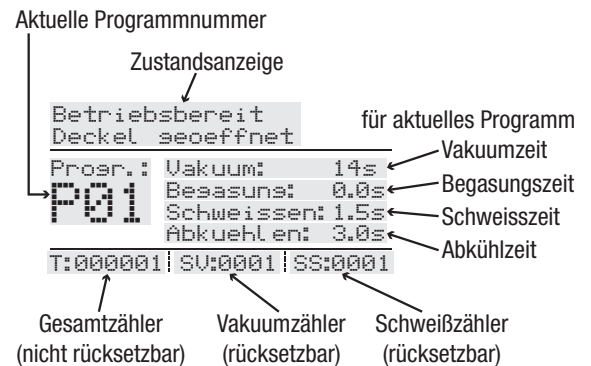 Aktuelle Programmnummer
Zustandsanzeige
Betriebsbereit
Deckel geoeffnet
für aktuelles Programm
Progr.: Vakuum: 14s
Vakuumzeit
P01
Begasung: 0.0s
Begasungszeit
Schweissen: 1.5s
Schweisszeit
Abkuehlen: 3.0s
Abkühlzeit
T:000001 SV:0001 SS:0001
Gesamtzähler
(nicht rücksetzbar)
Vakuumzähler
(rücksetzbar)
Schweißzähler
(rücksetzbar)